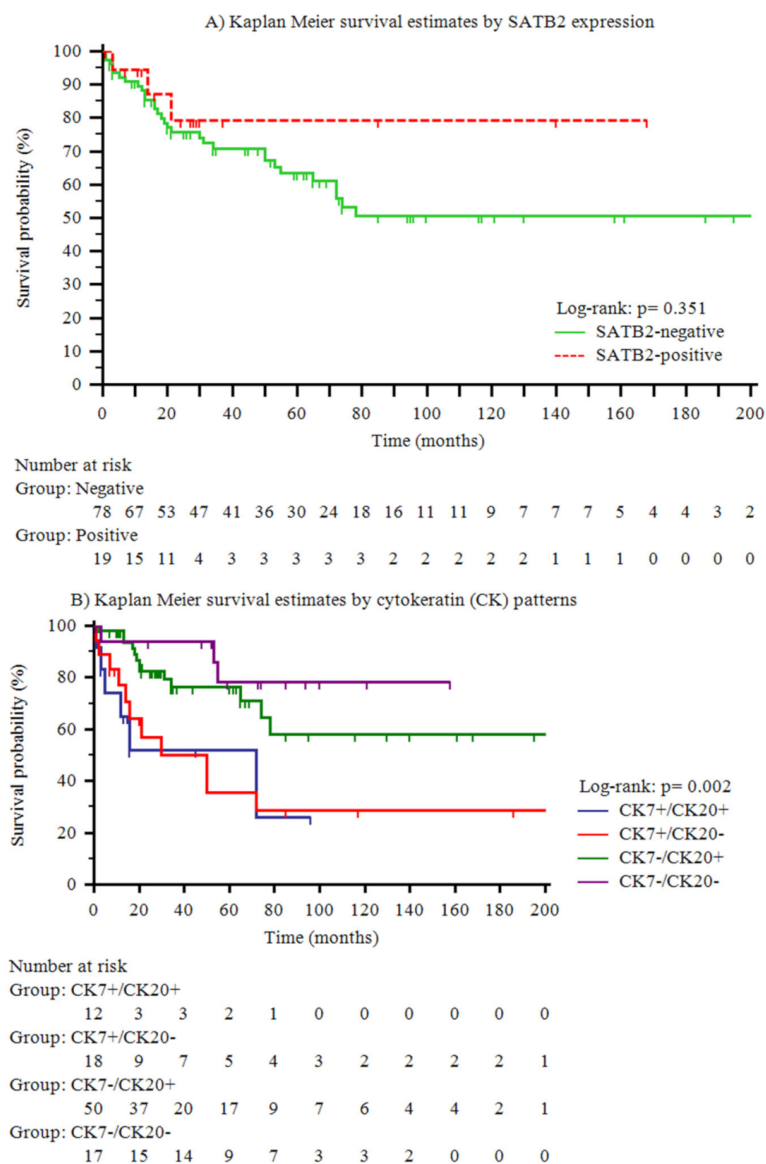 A) Kaplan Meier survival estimates by SATB2 expression
100
90
80
70
60
50
40
30
20
10
0
Survival probability (%)
Log-rank: p= 0.351
SATB2-negative
SATB2-positive
0 20 40 60 80 100 120 140 160 180 200
Time (months)
Number at risk
Group: Negative
78 67 53 47 41 36 30 24 18 16 11 11 9 7 7 7 5 4 4 3 2
Group: Positive
19 15 11 4 3 3 3 3 3 2 2 2 2 2 1 1 1 0 0 0 0
B) Kaplan Meier survival estimates by cytokeratin (CK) patterns
100
80
60
40
20
0
Survival probability (%)
Log-rank: p= 0.002
CK7+/CK20+
CK7+/CK20-
CK7-/CK20+
CK7-/CK20-
0 20 40 60 80 100 120 140 160 180 200
Time (months)
Number at risk
Group: CK7+/CK20+
12 3 3 2 1 0 0 0 0 0 0
Group: CK7+/CK20-
18 9 7 5 4 3 2 2 2 2 1
Group: CK7-/CK20+
50 37 20 17 9 7 6 4 4 2 1
Group: CK7-/CK20-
17 15 14 9 7 3 3 2 0 0 0